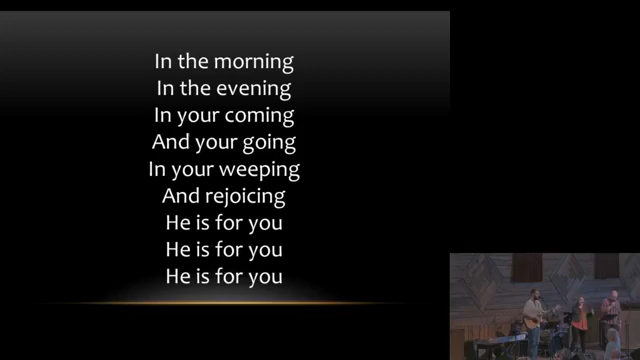 In the morning
In the evening
In your coming
And your going
In your weeping
And rejoicing
He is for you
He is for you
He is for you